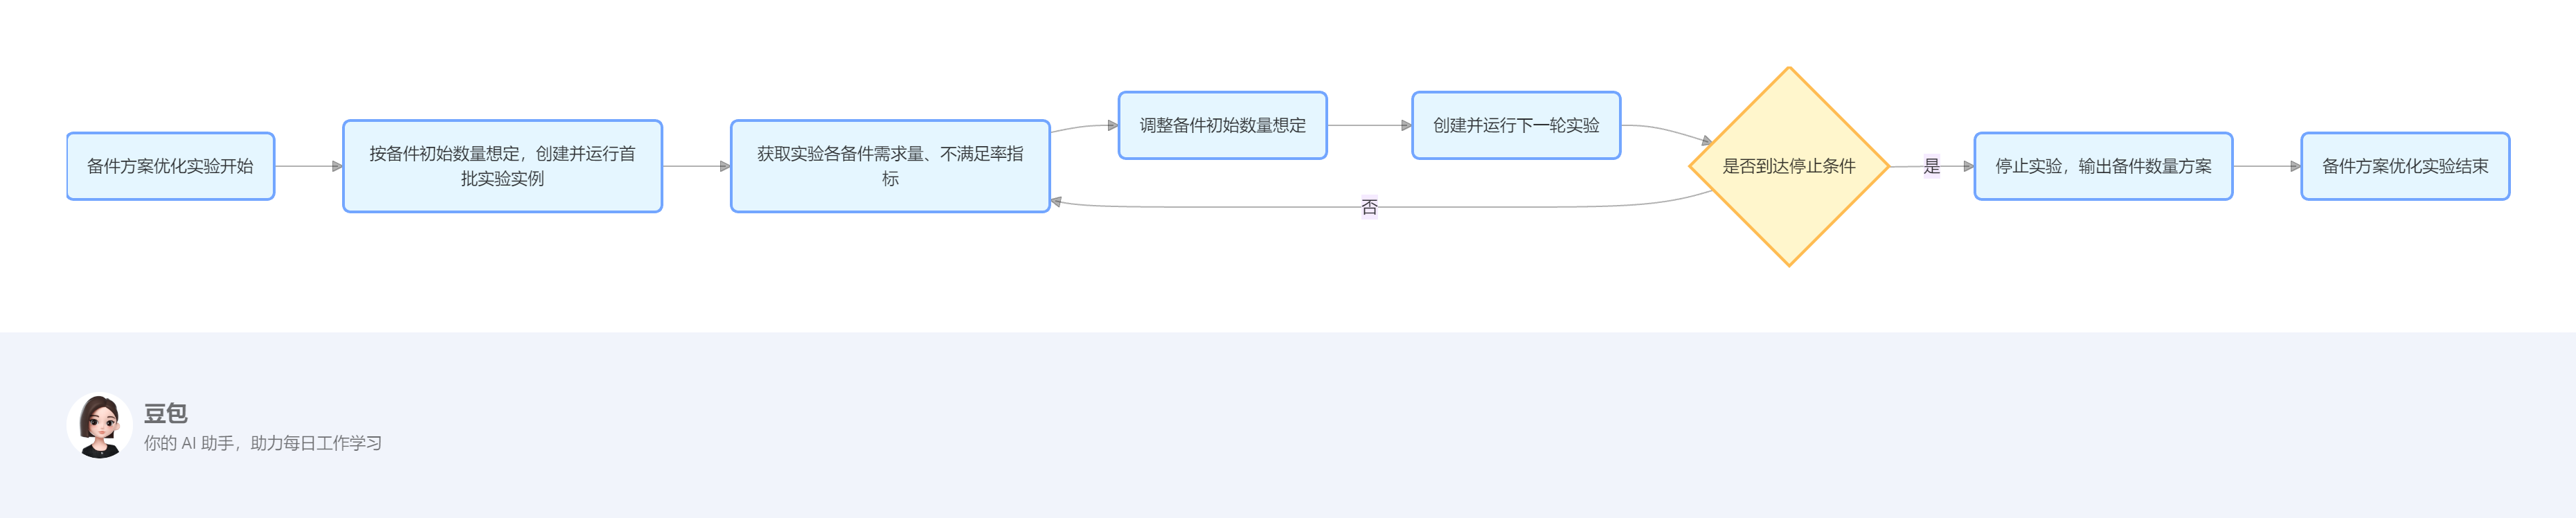 备件方案优化实验开始
按备件初始数量想定，创建并运行首
批实验实例
获取实验各备件需求量、不满足率指
标
调整备件初始数量想定
创建并运行下一轮实验
是否到达停止条件
是
否
停止实验，输出备件数量方案
备件方案优化实验结束
豆包
你的 AI 助手，助力每日工作学习